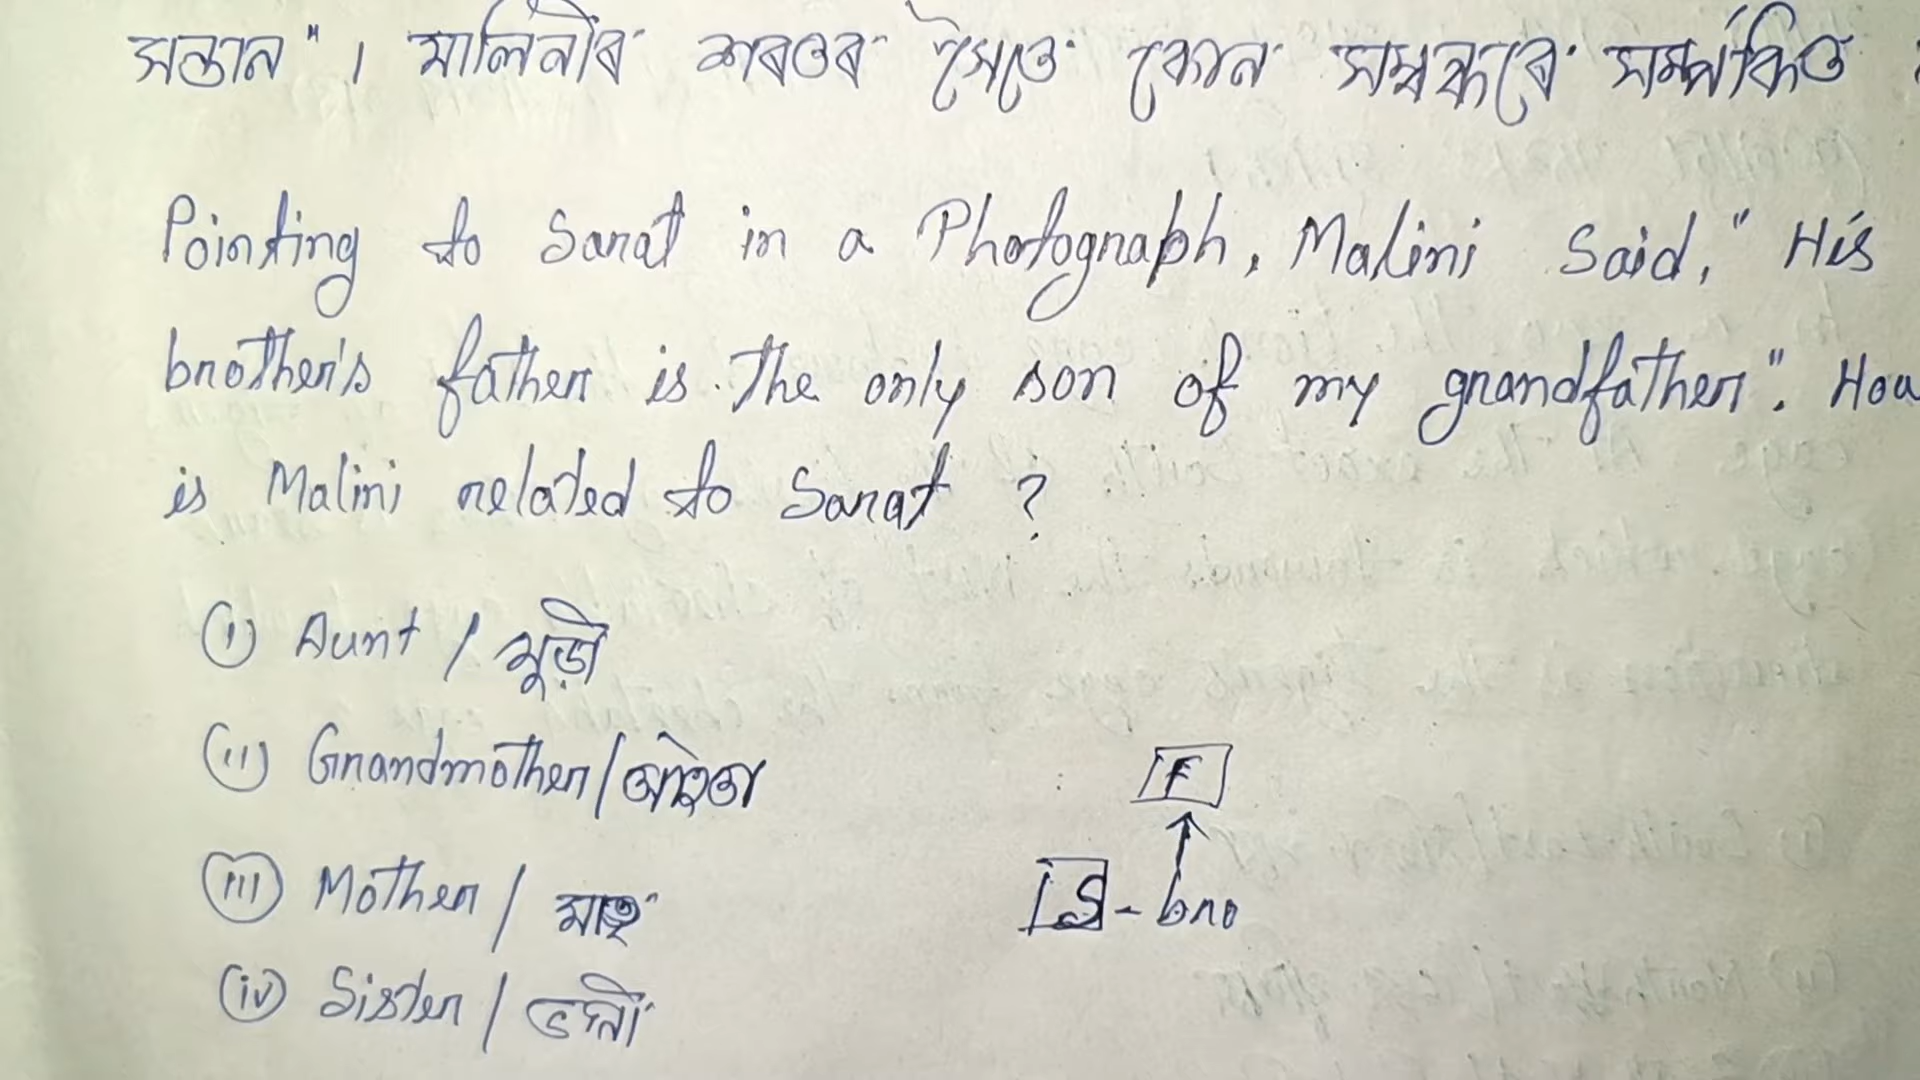 সন্তান"। মালিনীৰ শৰতৰ সৈতে কোন সম্বন্ধৰে সম্পৰ্কিত
Pointing to Sarat in a Photograph, Malini Said, "His
brother's father is the only son of my grandfather". How
is Malini related to Sarat ?
(i) Aunt / খুড়ী
(ii) Grandmother/আইতা
(iii) Mother / মাতৃ
(iv) Sister / ভগ্নী
F
S - bro